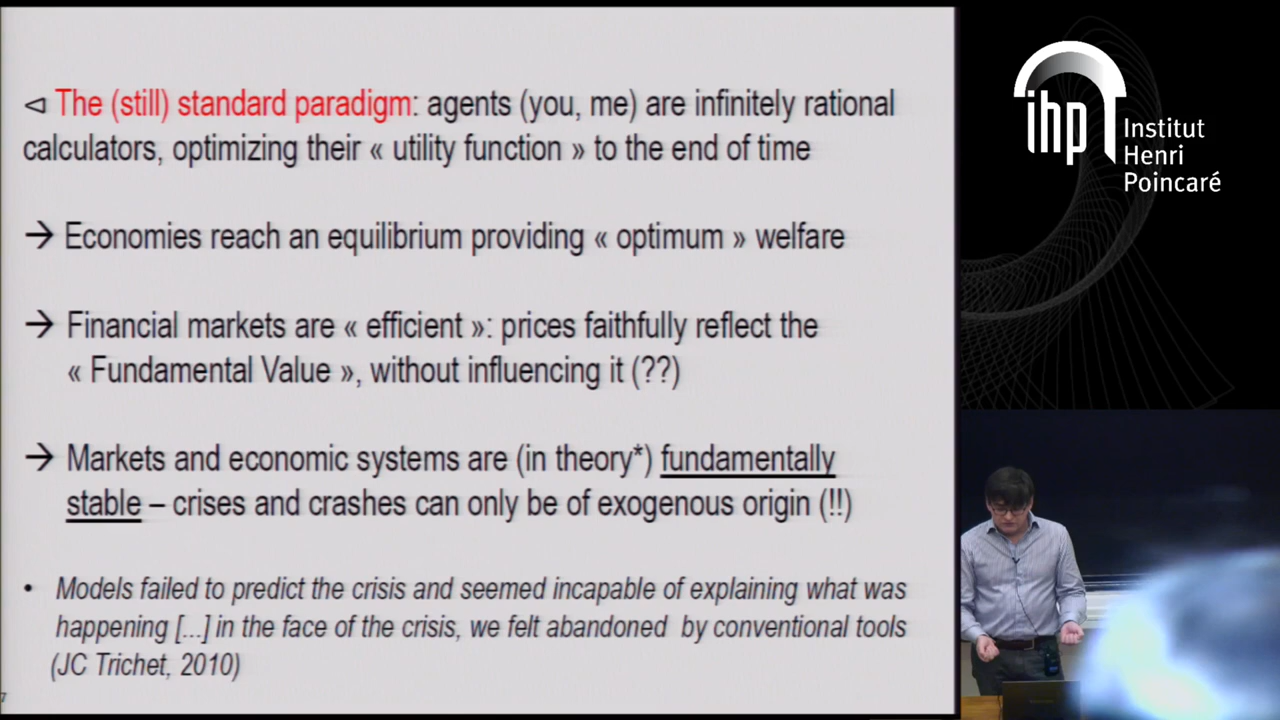 ⊲ The (still) standard paradigm: agents (you, me) are infinitely rational
calculators, optimizing their « utility function » to the end of time
→ Economies reach an equilibrium providing « optimum » welfare
→ Financial markets are « efficient »: prices faithfully reflect the
« Fundamental Value », without influencing it (??)
→ Markets and economic systems are (in theory*) fundamentally
stable – crises and crashes can only be of exogenous origin (!!)
• Models failed to predict the crisis and seemed incapable of explaining what was
happening [...] in the face of the crisis, we felt abandoned by conventional tools
(JC Trichet, 2010)
7
ihp
Institut
Henri
Poincaré